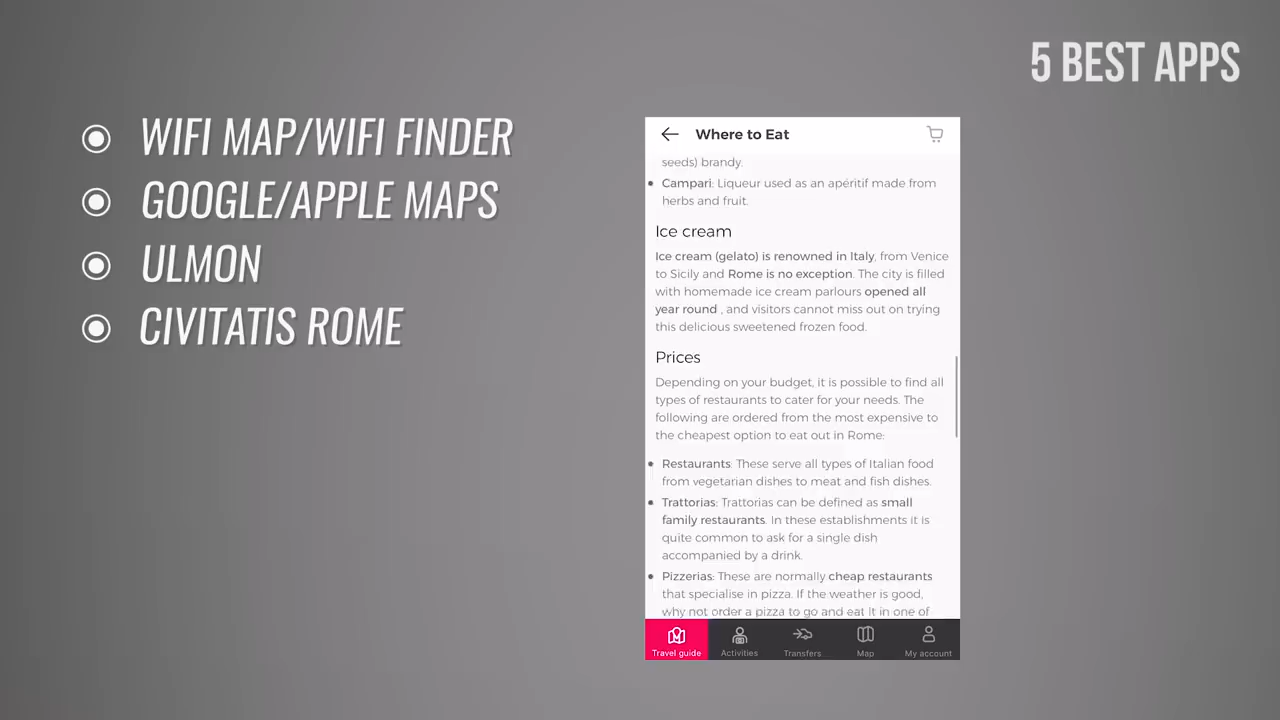 5 BEST APPS
WIFI MAP/WIFI FINDER
GOOGLE/APPLE MAPS
ULMON
CIVITATIS ROME
Where to Eat
seeds) brandy.
Campari: Liqueur used as an apéritif made from
herbs and fruit.
Ice cream
Ice cream (gelato) is renowned in Italy, from Venice
to Sicily and Rome is no exception. The city is filled
with homemade ice cream parlours opened all
year round , and visitors cannot miss out on trying
this delicious sweetened frozen food.
Prices
Depending on your budget, it is possible to find all
types of restaurants to cater for your needs. The
following are ordered from the most expensive to
the cheapest option to eat out in Rome:
Restaurants: These serve all types of Italian food
from vegetarian dishes to meat and fish dishes.
Trattorias: Trattorias can be defined as small
family restaurants. In these establishments it is
quite common to ask for a single dish
accompanied by a drink.
Pizzerias: These are normally cheap restaurants
that specialise in pizza. If the weather is good,
why not order a pizza to go and eat it in one of
Travel guide
Activities
Transfers
Map
My account